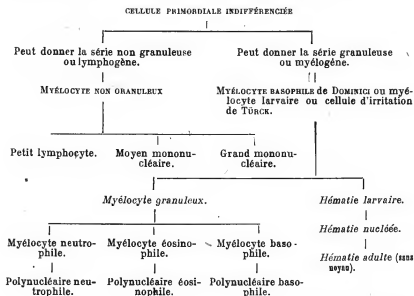 CELLULE PRIMORDIALE INDIFFÉRENCIÉE
Peut donner la série non granuleuse
ou lymphogène.
Peut donner la série granuleuse
ou myélogène.
MYÉLOCYTE NON GRANULEUX
MYÉLOCYTE BASOPHILE de DOMINICI ou myé-
locyte larvaire ou cellule d'irritation
de TÜRCK.
Petit lymphocyte.
Moyen mononu-
cléaire.
Grand mononu-
cléaire.
Myélocyte granuleux.
Hématie larvaire.
Hématie nucléée.
Hématie adulte (sans
noyau).
Myélocyte neutro-
phile.
Myélocyte éosino-
phile.
Myélocyte baso-
phile.
Polynucléaire neu-
trophile.
Polynucléaire éosi-
nophile.
Polynucléaire baso-
phile.